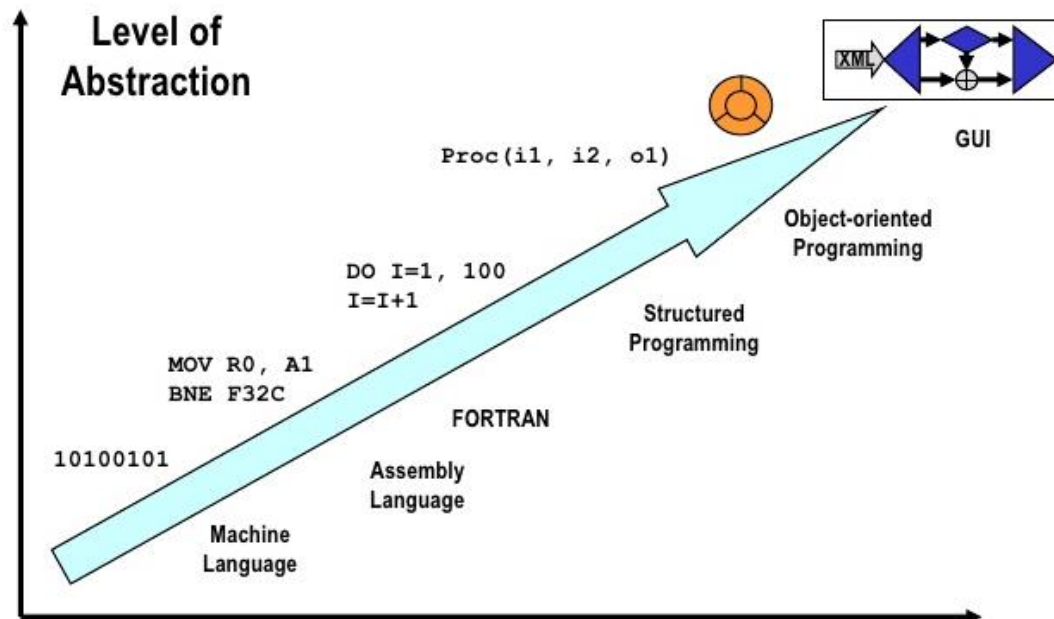 Level of
Abstraction
XML
GUI
Proc(i1, i2, o1)
Object-oriented
Programming
DO I=1, 100
I=I+1
Structured
Programming
MOV R0, A1
BNE F32C
FORTRAN
10100101
Assembly
Language
Machine
Language